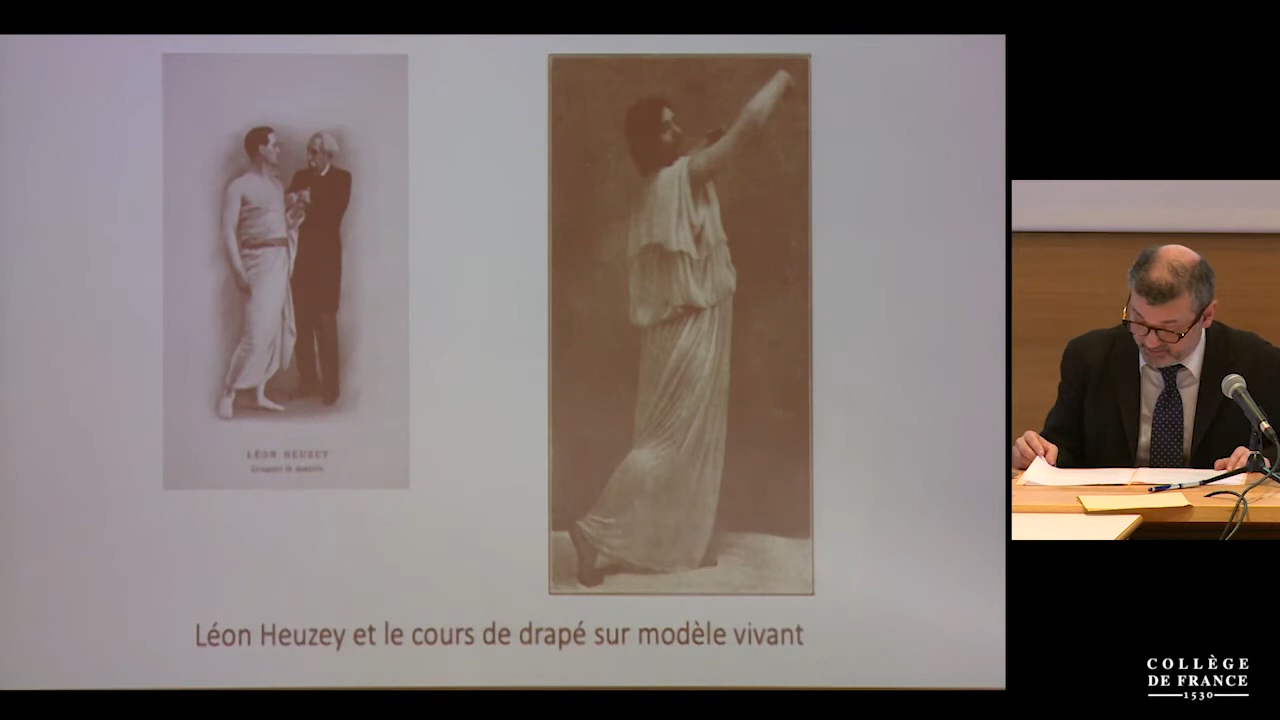 LÉON HEUZEY
Léon Heuzey et le cours de drapé sur modèle vivant
COLLÈGE
DE FRANCE
1530